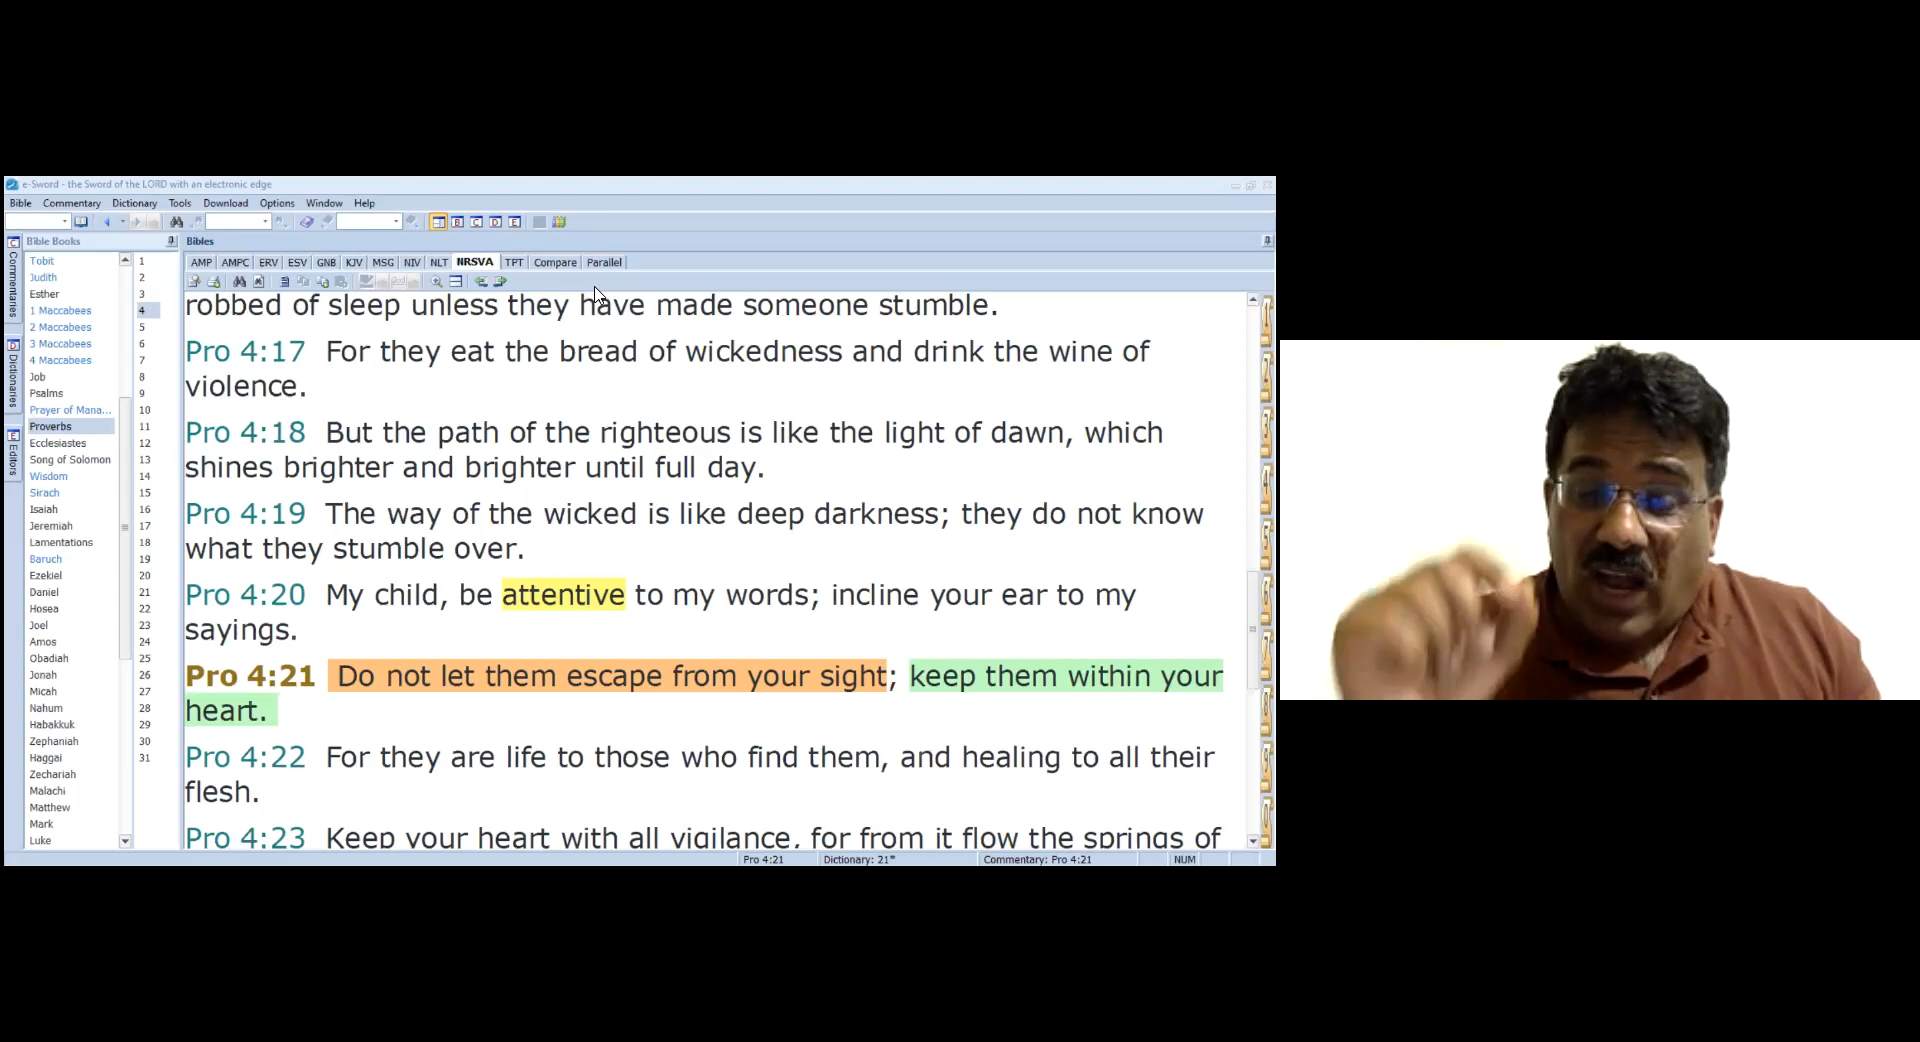 e-Sword - the Sword of the LORD with an electronic edge
Bible Commentary Dictionary Tools Download Options Window Help
B C D E
Bible Books
Bibles
C Commentaries
D Dictionaries
E Editors
Tobit
Judith
Esther
1 Maccabees
2 Maccabees
3 Maccabees
4 Maccabees
Job
Psalms
Prayer of Mana...
Proverbs
Ecclesiastes
Song of Solomon
Wisdom
Sirach
Isaiah
Jeremiah
Lamentations
Baruch
Ezekiel
Daniel
Hosea
Joel
Amos
Obadiah
Jonah
Micah
Nahum
Habakkuk
Zephaniah
Haggai
Zechariah
Malachi
Matthew
Mark
Luke
1
2
3
4
5
6
7
8
9
10
11
12
13
14
15
16
17
18
19
20
21
22
23
24
25
26
27
28
29
30
31
AMP AMPC ERV ESV GNB KJV MSG NIV NLT NRSVA TPT Compare Parallel
robbed of sleep unless they have made someone stumble.
Pro 4:17 For they eat the bread of wickedness and drink the wine of
violence.
Pro 4:18 But the path of the righteous is like the light of dawn, which
shines brighter and brighter until full day.
Pro 4:19 The way of the wicked is like deep darkness; they do not know
what they stumble over.
Pro 4:20 My child, be attentive to my words; incline your ear to my
sayings.
Pro 4:21 Do not let them escape from your sight; keep them within your
heart.
Pro 4:22 For they are life to those who find them, and healing to all their
flesh.
Pro 4:23 Keep your heart with all vigilance, for from it flow the springs of
1
2
3
4
5
6
7
8
9
0
Pro 4:21 Dictionary: 21* Commentary: Pro 4:21 NUM